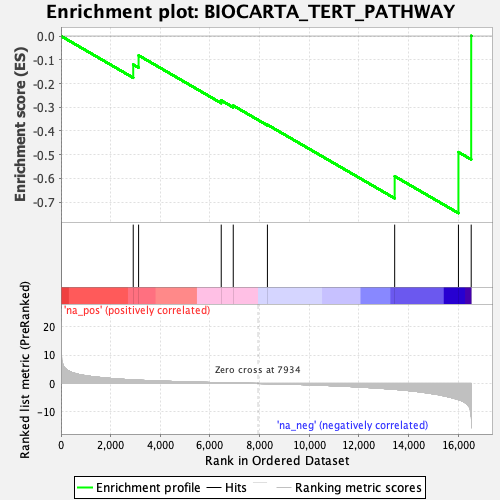 Enrichment plot: BIOCARTA_TERT_PATHWAY
Enrichment score (ES)
0.0
-0.1
-0.2
-0.3
-0.4
-0.5
-0.6
-0.7
'na_pos' (positively correlated)
Ranked list metric (PreRanked)
20
10
0
-10
Zero cross at 7934
'na_neg' (negatively correlated)
0 2,000 4,000 6,000 8,000 10,000 12,000 14,000 16,000
Rank in Ordered Dataset
Enrichment profile Hits Ranking metric scores